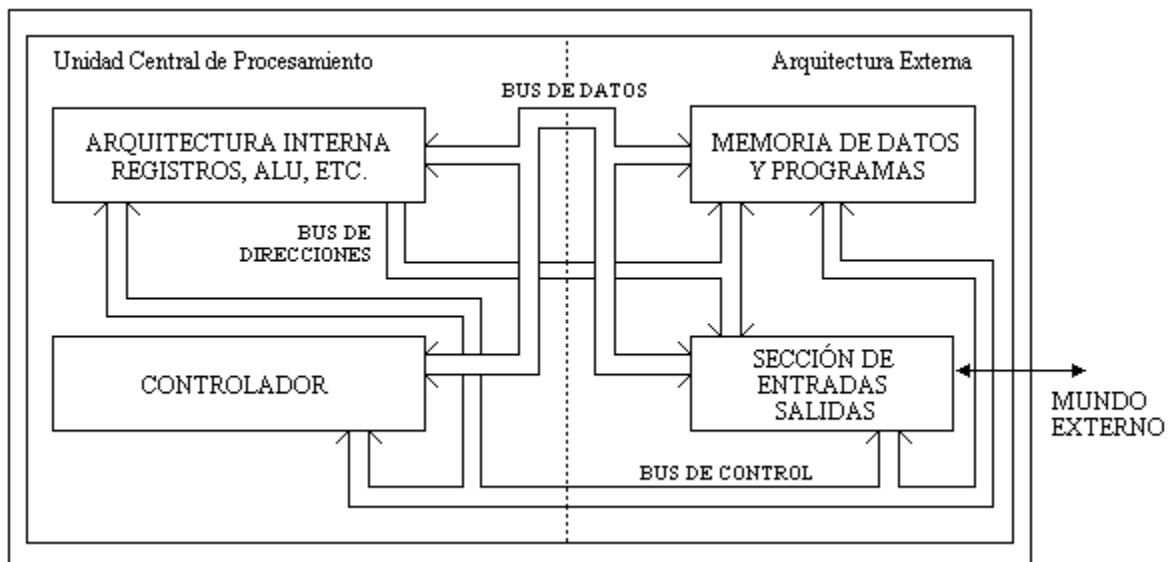 Unidad Central de Procesamiento
Arquitectura Externa
BUS DE DATOS
ARQUITECTURA INTERNA
REGISTROS, ALU, ETC.
MEMORIA DE DATOS
Y PROGRAMAS
BUS DE
DIRECCIONES
CONTROLADOR
SECCIÓN DE
ENTRADAS
SALIDAS
MUNDO
EXTERNO
BUS DE CONTROL